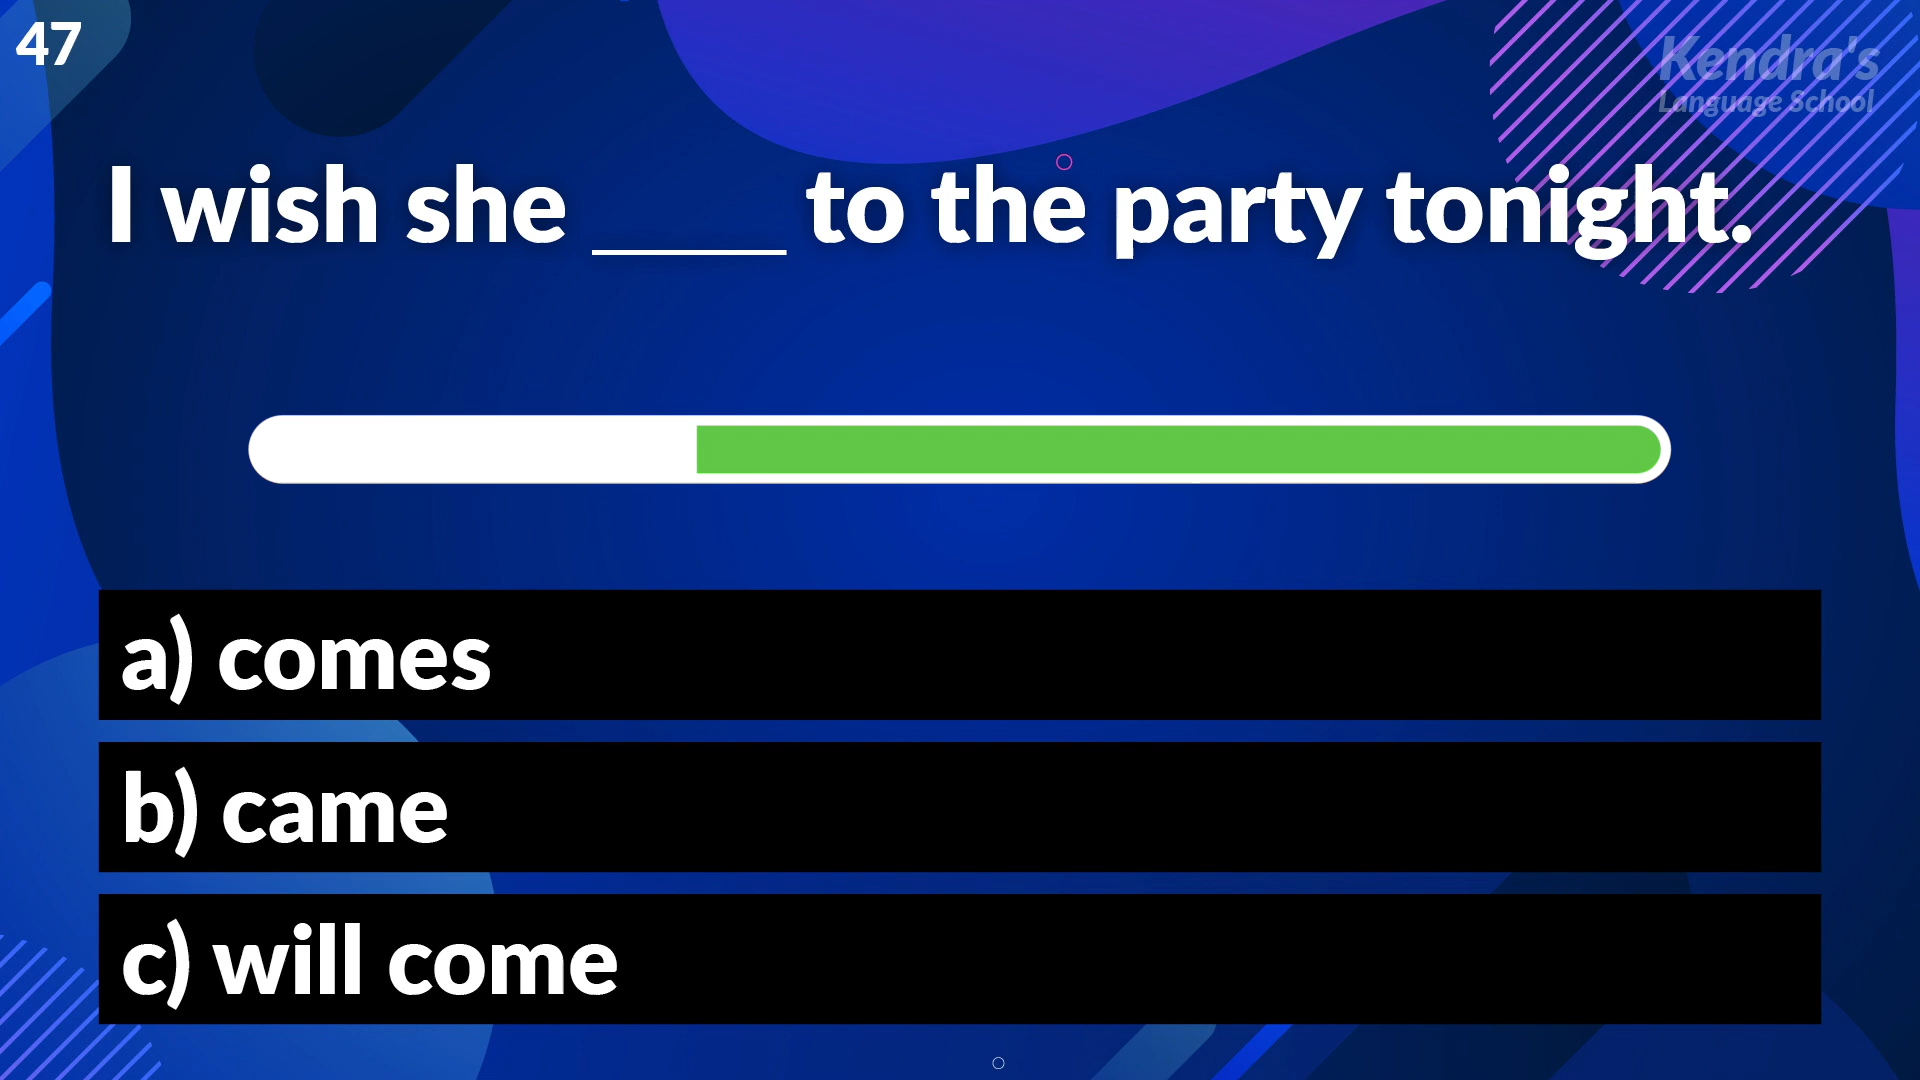 47
Kendra's
Language School
I wish she ____ to the party tonight.
a) comes
b) came
c) will come